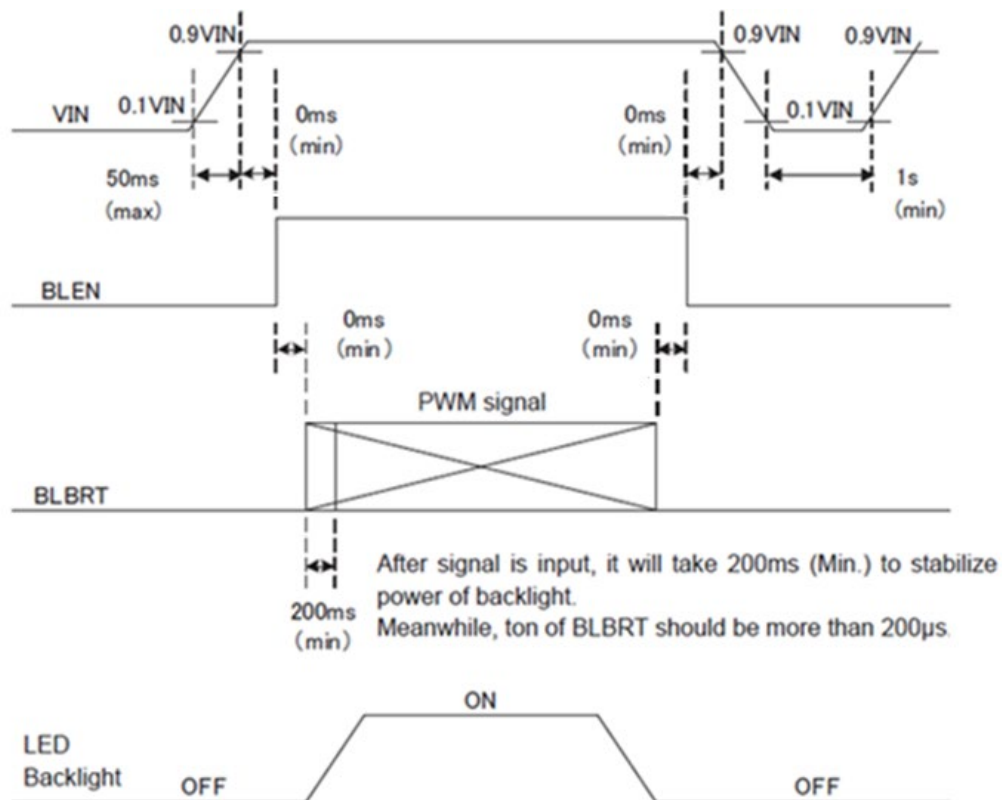 0.9VIN
0.9VIN
0.9VIN
0.1VIN
0.1VIN
VIN
0ms
(min)
0ms
(min)
50ms
(max)
1s
(min)
BLEN
0ms
(min)
0ms
(min)
PWM signal
BLBRT
After signal is input, it will take 200ms (Min.) to stabilize
power of backlight.
Meanwhile, ton of BLBRT should be more than 200µs.
200ms
(min)
ON
LED
Backlight
OFF
OFF